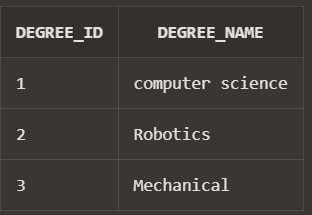 DEGREE_ID DEGREE_NAME
1 computer science
2 Robotics
3 Mechanical